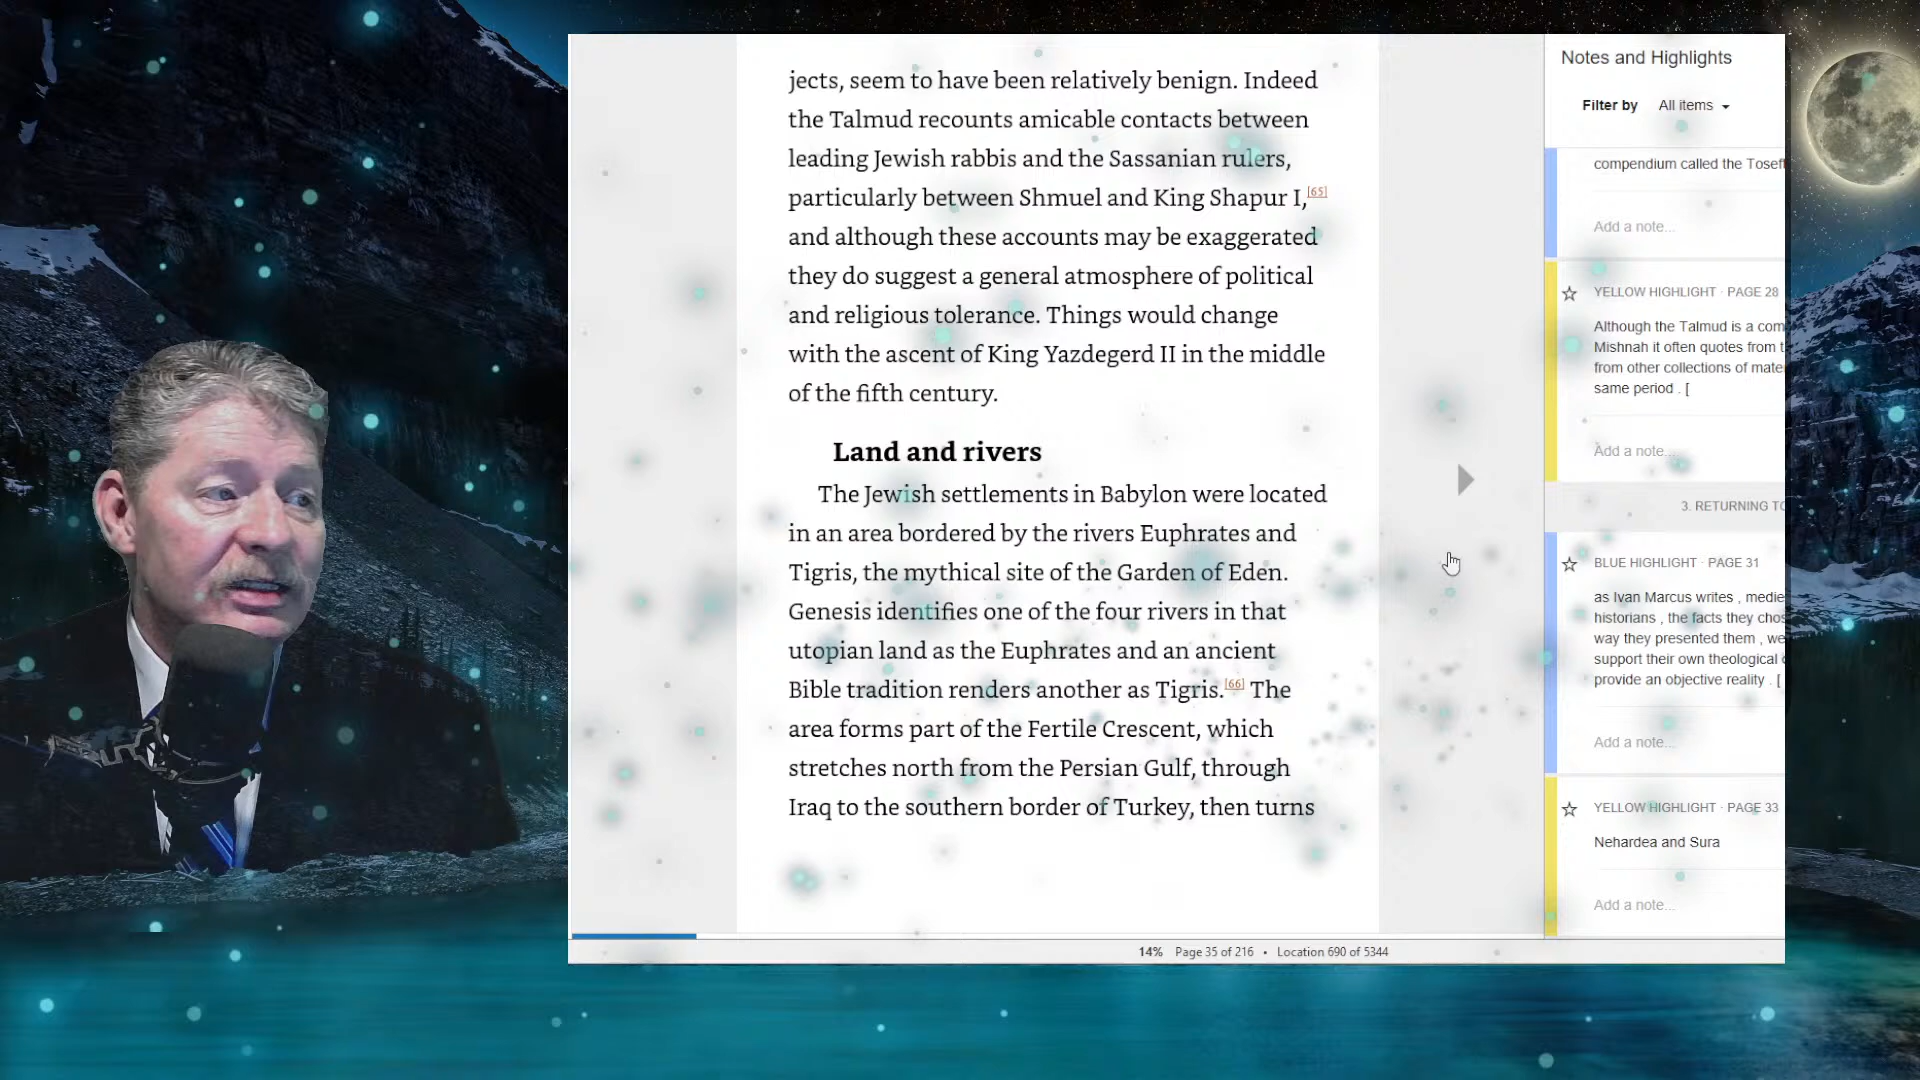 jects, seem to have been relatively benign. Indeed
the Talmud recounts amicable contacts between
leading Jewish rabbis and the Sassanian rulers,
particularly between Shmuel and King Shapur I,[65]
and although these accounts may be exaggerated
they do suggest a general atmosphere of political
and religious tolerance. Things would change
with the ascent of King Yazdegerd II in the middle
of the fifth century.
Land and rivers
The Jewish settlements in Babylon were located
in an area bordered by the rivers Euphrates and
Tigris, the mythical site of the Garden of Eden.
Genesis identifies one of the four rivers in that
utopian land as the Euphrates and an ancient
Bible tradition renders another as Tigris.[66] The
area forms part of the Fertile Crescent, which
stretches north from the Persian Gulf, through
Iraq to the southern border of Turkey, then turns
14% Page 35 of 216 • Location 690 of 5344
Notes and Highlights
Filter by All items
compendium called the
Add a note...
YELLOW HIGHLIGHT · PAGE 28
Although the Talmud is a
Mishnah it often quotes from
from other collections of
same period . [
Add a note...
3. RETURNING
BLUE HIGHLIGHT · PAGE 31
as Ivan Marcus writes ,
historians , the facts they
way they presented them ,
support their own theological
provide an objective reality . [
Add a note...
YELLOW HIGHLIGHT · PAGE 33
Nehardea and Sura
Add a note...